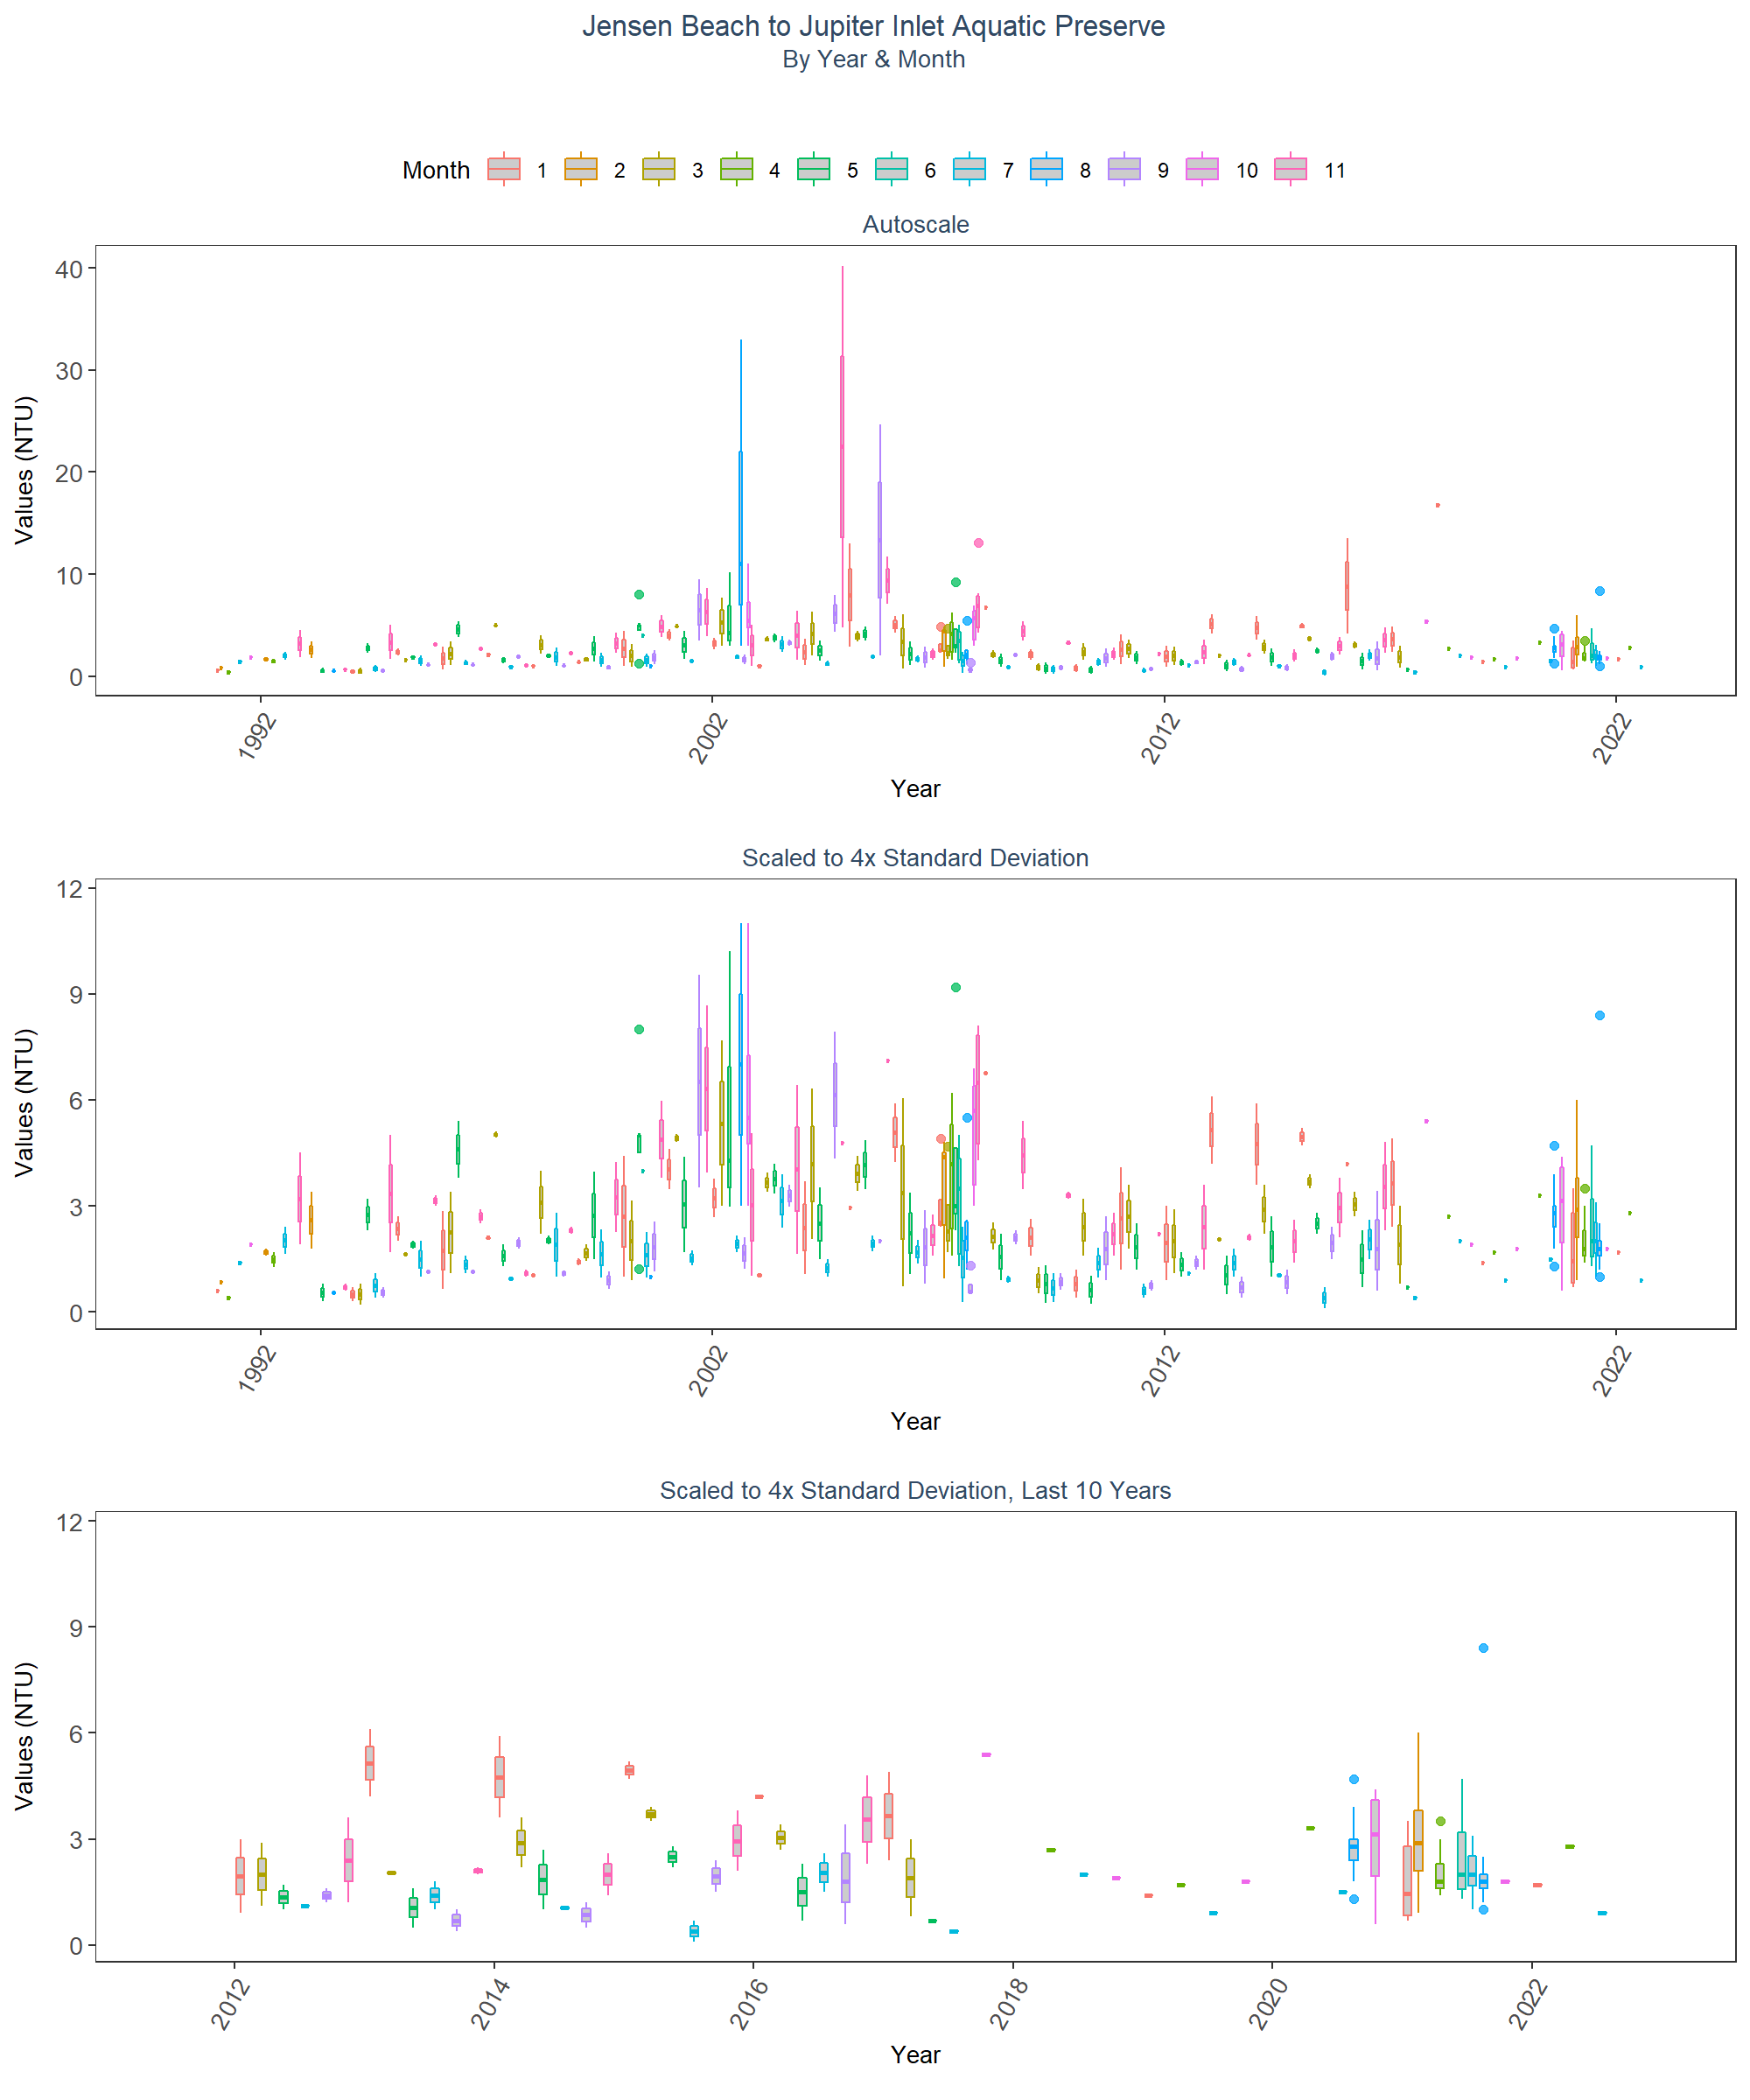 Jensen Beach to Jupiter Inlet Aquatic Preserve
By Year & Month
Month 1 2 3 4 5 6 7 8 9 10 11
Autoscale
Values (NTU)
40
30
20
10
0
1992 2002 2012 2022
Year
Scaled to 4x Standard Deviation
Values (NTU)
12
9
6
3
0
1992 2002 2012 2022
Year
Scaled to 4x Standard Deviation, Last 10 Years
Values (NTU)
12
9
6
3
0
2012 2014 2016 2018 2020 2022
Year